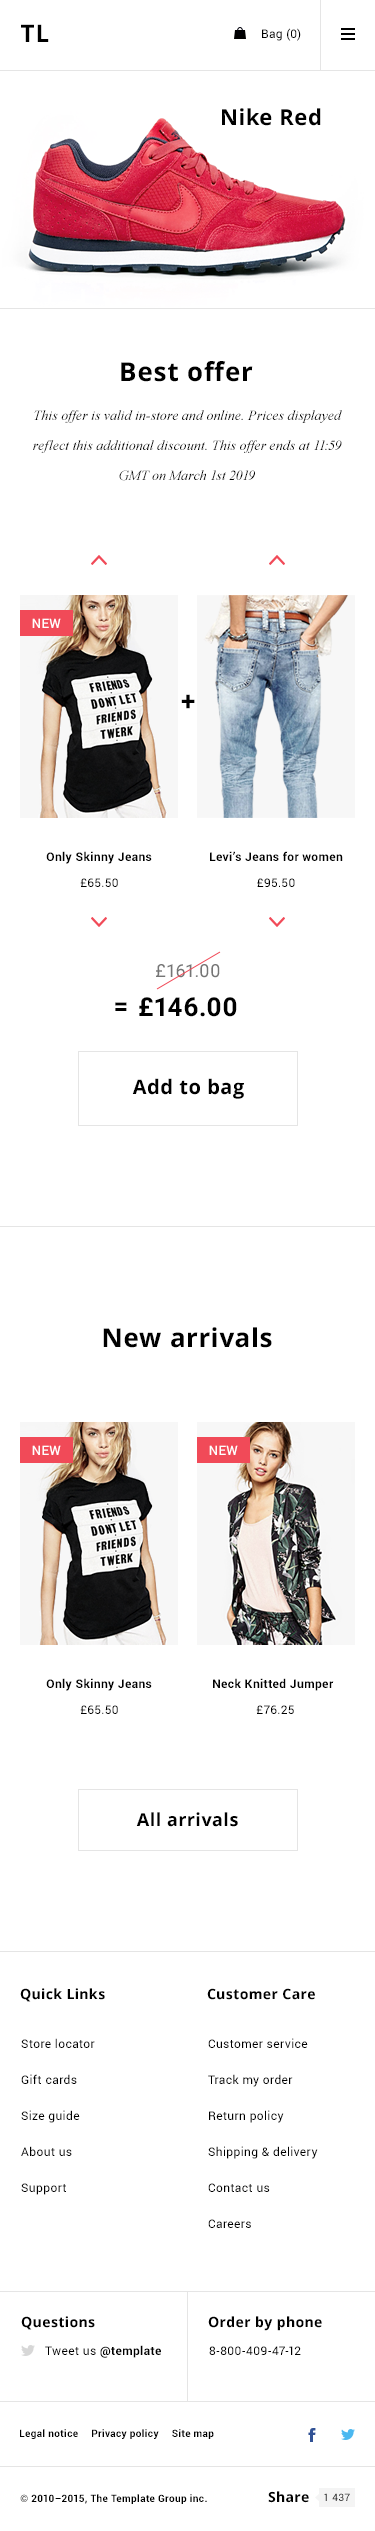 TL
Bag (0)
Nike Red
Best offer
This offer is valid in-store and online. Prices displayed
reflect this additional discount. This offer ends at 11:59
GMT on March 1st 2019
NEW
FRIENDS
DONT LET
FRIENDS
TWERK
+
Only Skinny Jeans
£65.50
Levi's Jeans for women
£95.50
£161.00
= £146.00
Add to bag
New arrivals
NEW
FRIENDS
DONT LET
FRIENDS
TWERK
NEW
Only Skinny Jeans
£65.50
Neck Knitted Jumper
£76.25
All arrivals
Quick Links
Store locator
Gift cards
Size guide
About us
Support
Customer Care
Customer service
Track my order
Return policy
Shipping & delivery
Contact us
Careers
Questions
Tweet us @template
Order by phone
8-800-409-47-12
Legal notice Privacy policy Site map
© 2010–2015, The Template Group inc.
Share 1 437